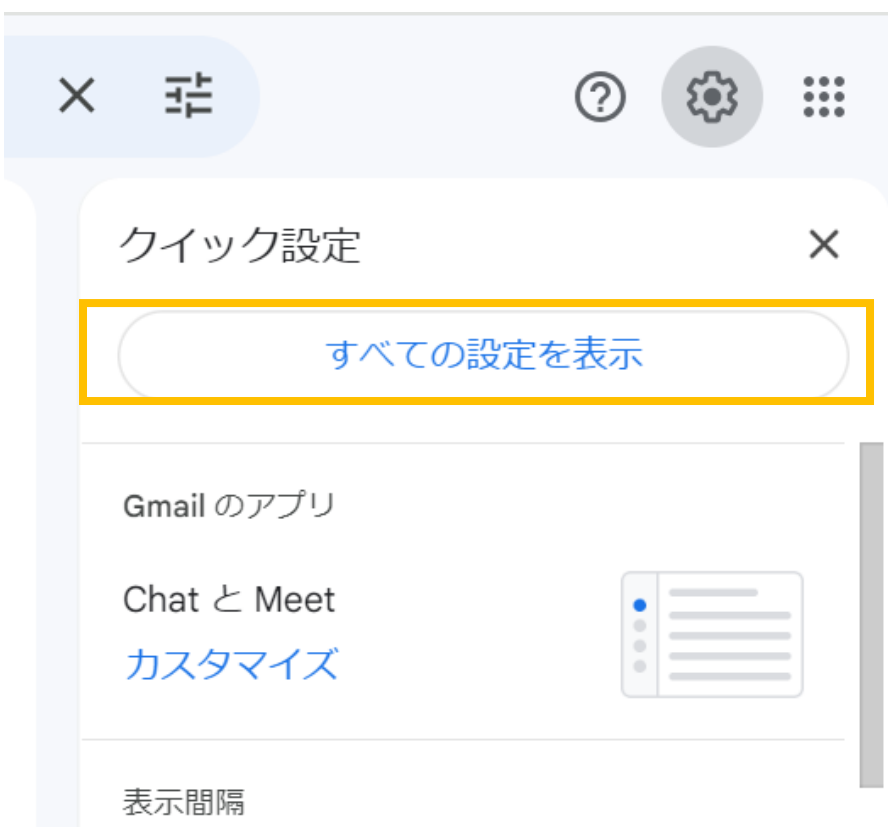 クイック設定
すべての設定を表示
Gmail のアプリ
Chat と Meet
カスタマイズ
表示間隔